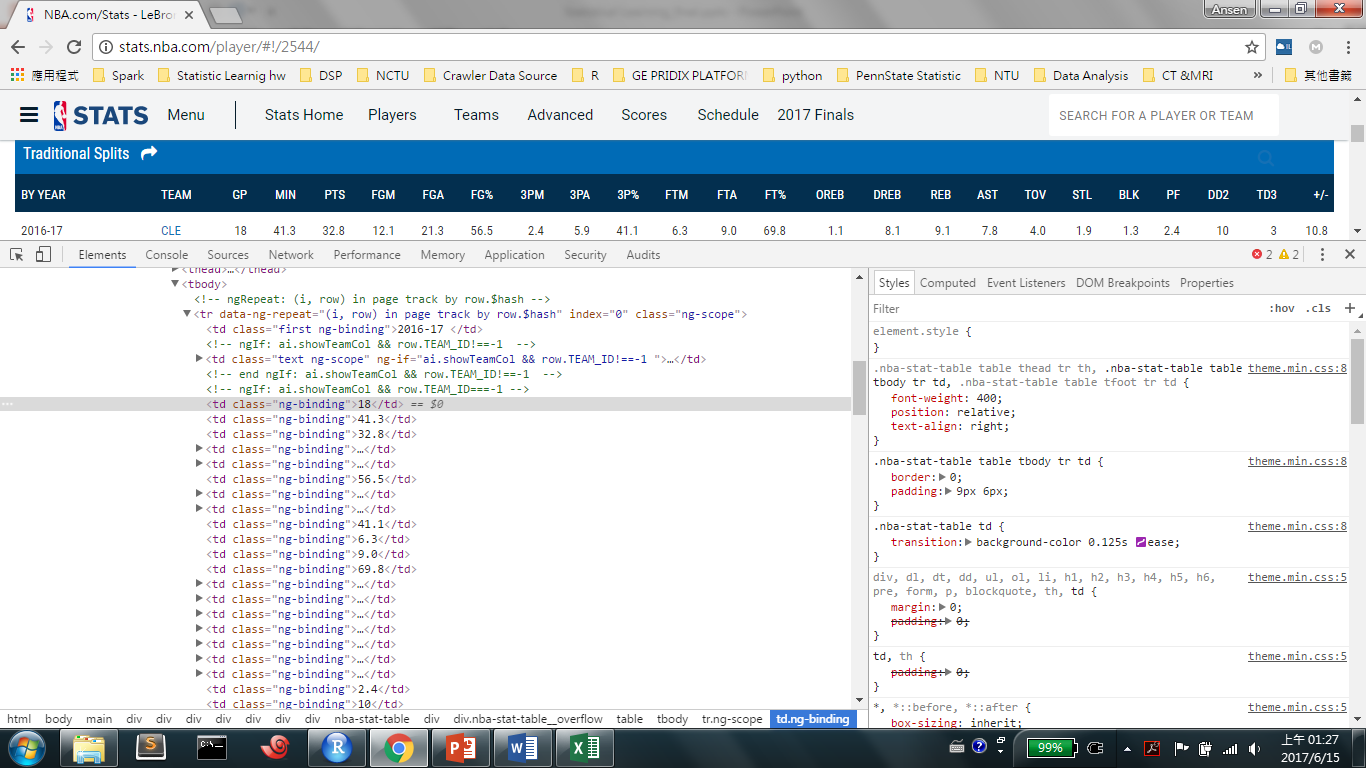 NBA.com/Stats - LeBro
Ansen
stats.nba.com/player/#!/2544/
應用程式 Spark Statistic Learnig hw DSP NCTU Crawler Data Source R GE PRIDIX PLATFORM python PennState Statistic NTU Data Analysis CT &MRI » 其他書籤
STATS Menu Stats Home Players Teams Advanced Scores Schedule 2017 Finals SEARCH FOR A PLAYER OR TEAM
Traditional Splits
BY YEAR TEAM GP MIN PTS FGM FGA FG% 3PM 3PA 3P% FTM FTA FT% OREB DREB REB AST TOV STL BLK PF DD2 TD3 +/-
2016-17 CLE 18 41.3 32.8 12.1 21.3 56.5 2.4 5.9 41.1 6.3 9.0 69.8 1.1 8.1 9.1 7.8 4.0 1.9 1.3 2.4 10 3 10.8
Elements Console Sources Network Performance Memory Application Security Audits 2 2
<thead>…</thead>
<tbody>
<!-- ngRepeat: (i, row) in page track by row.$hash -->
<tr data-ng-repeat="(i, row) in page track by row.$hash" index="0" class="ng-scope">
<td class="first ng-binding">2016-17 </td>
<!-- ngIf: ai.showTeamCol && row.TEAM_ID!==-1  -->
<td class="text ng-scope" ng-if="ai.showTeamCol && row.TEAM_ID!==-1 ">…</td>
<!-- end ngIf: ai.showTeamCol && row.TEAM_ID!==-1  -->
<!-- ngIf: ai.showTeamCol && row.TEAM_ID===-1 -->
<td class="ng-binding">18</td> == $0
<td class="ng-binding">41.3</td>
<td class="ng-binding">32.8</td>
<td class="ng-binding">…</td>
<td class="ng-binding">…</td>
<td class="ng-binding">56.5</td>
<td class="ng-binding">…</td>
<td class="ng-binding">…</td>
<td class="ng-binding">41.1</td>
<td class="ng-binding">6.3</td>
<td class="ng-binding">9.0</td>
<td class="ng-binding">69.8</td>
<td class="ng-binding">…</td>
<td class="ng-binding">…</td>
<td class="ng-binding">…</td>
<td class="ng-binding">…</td>
<td class="ng-binding">…</td>
<td class="ng-binding">…</td>
<td class="ng-binding">…</td>
<td class="ng-binding">2.4</td>
<td class="ng-binding">10</td>
html body main div div div div div div nba-stat-table div div.nba-stat-table__overflow table tbody tr.ng-scope td.ng-binding
Styles Computed Event Listeners DOM Breakpoints Properties
Filter :hov .cls +
element.style {
}
.nba-stat-table thead tr th, .nba-stat-table table theme.min.css:8
tbody tr td, .nba-stat-table table tfoot tr td {
font-weight: 400;
position: relative;
text-align: right;
}
.nba-stat-table table tbody tr td { theme.min.css:8
border: 0;
padding: 9px 6px;
}
.nba-stat-table td { theme.min.css:8
transition: background-color 0.125s ease;
}
div, dl, dt, dd, ul, ol, li, h1, h2, h3, h4, h5, h6, theme.min.css:5
pre, form, p, blockquote, th, td {
margin: 0;
padding: 0;
}
td, th { theme.min.css:5
padding: 0;
}
*, *::before, *::after { theme.min.css:5
box-sizing: inherit;
99% 上午 01:27
2017/6/15